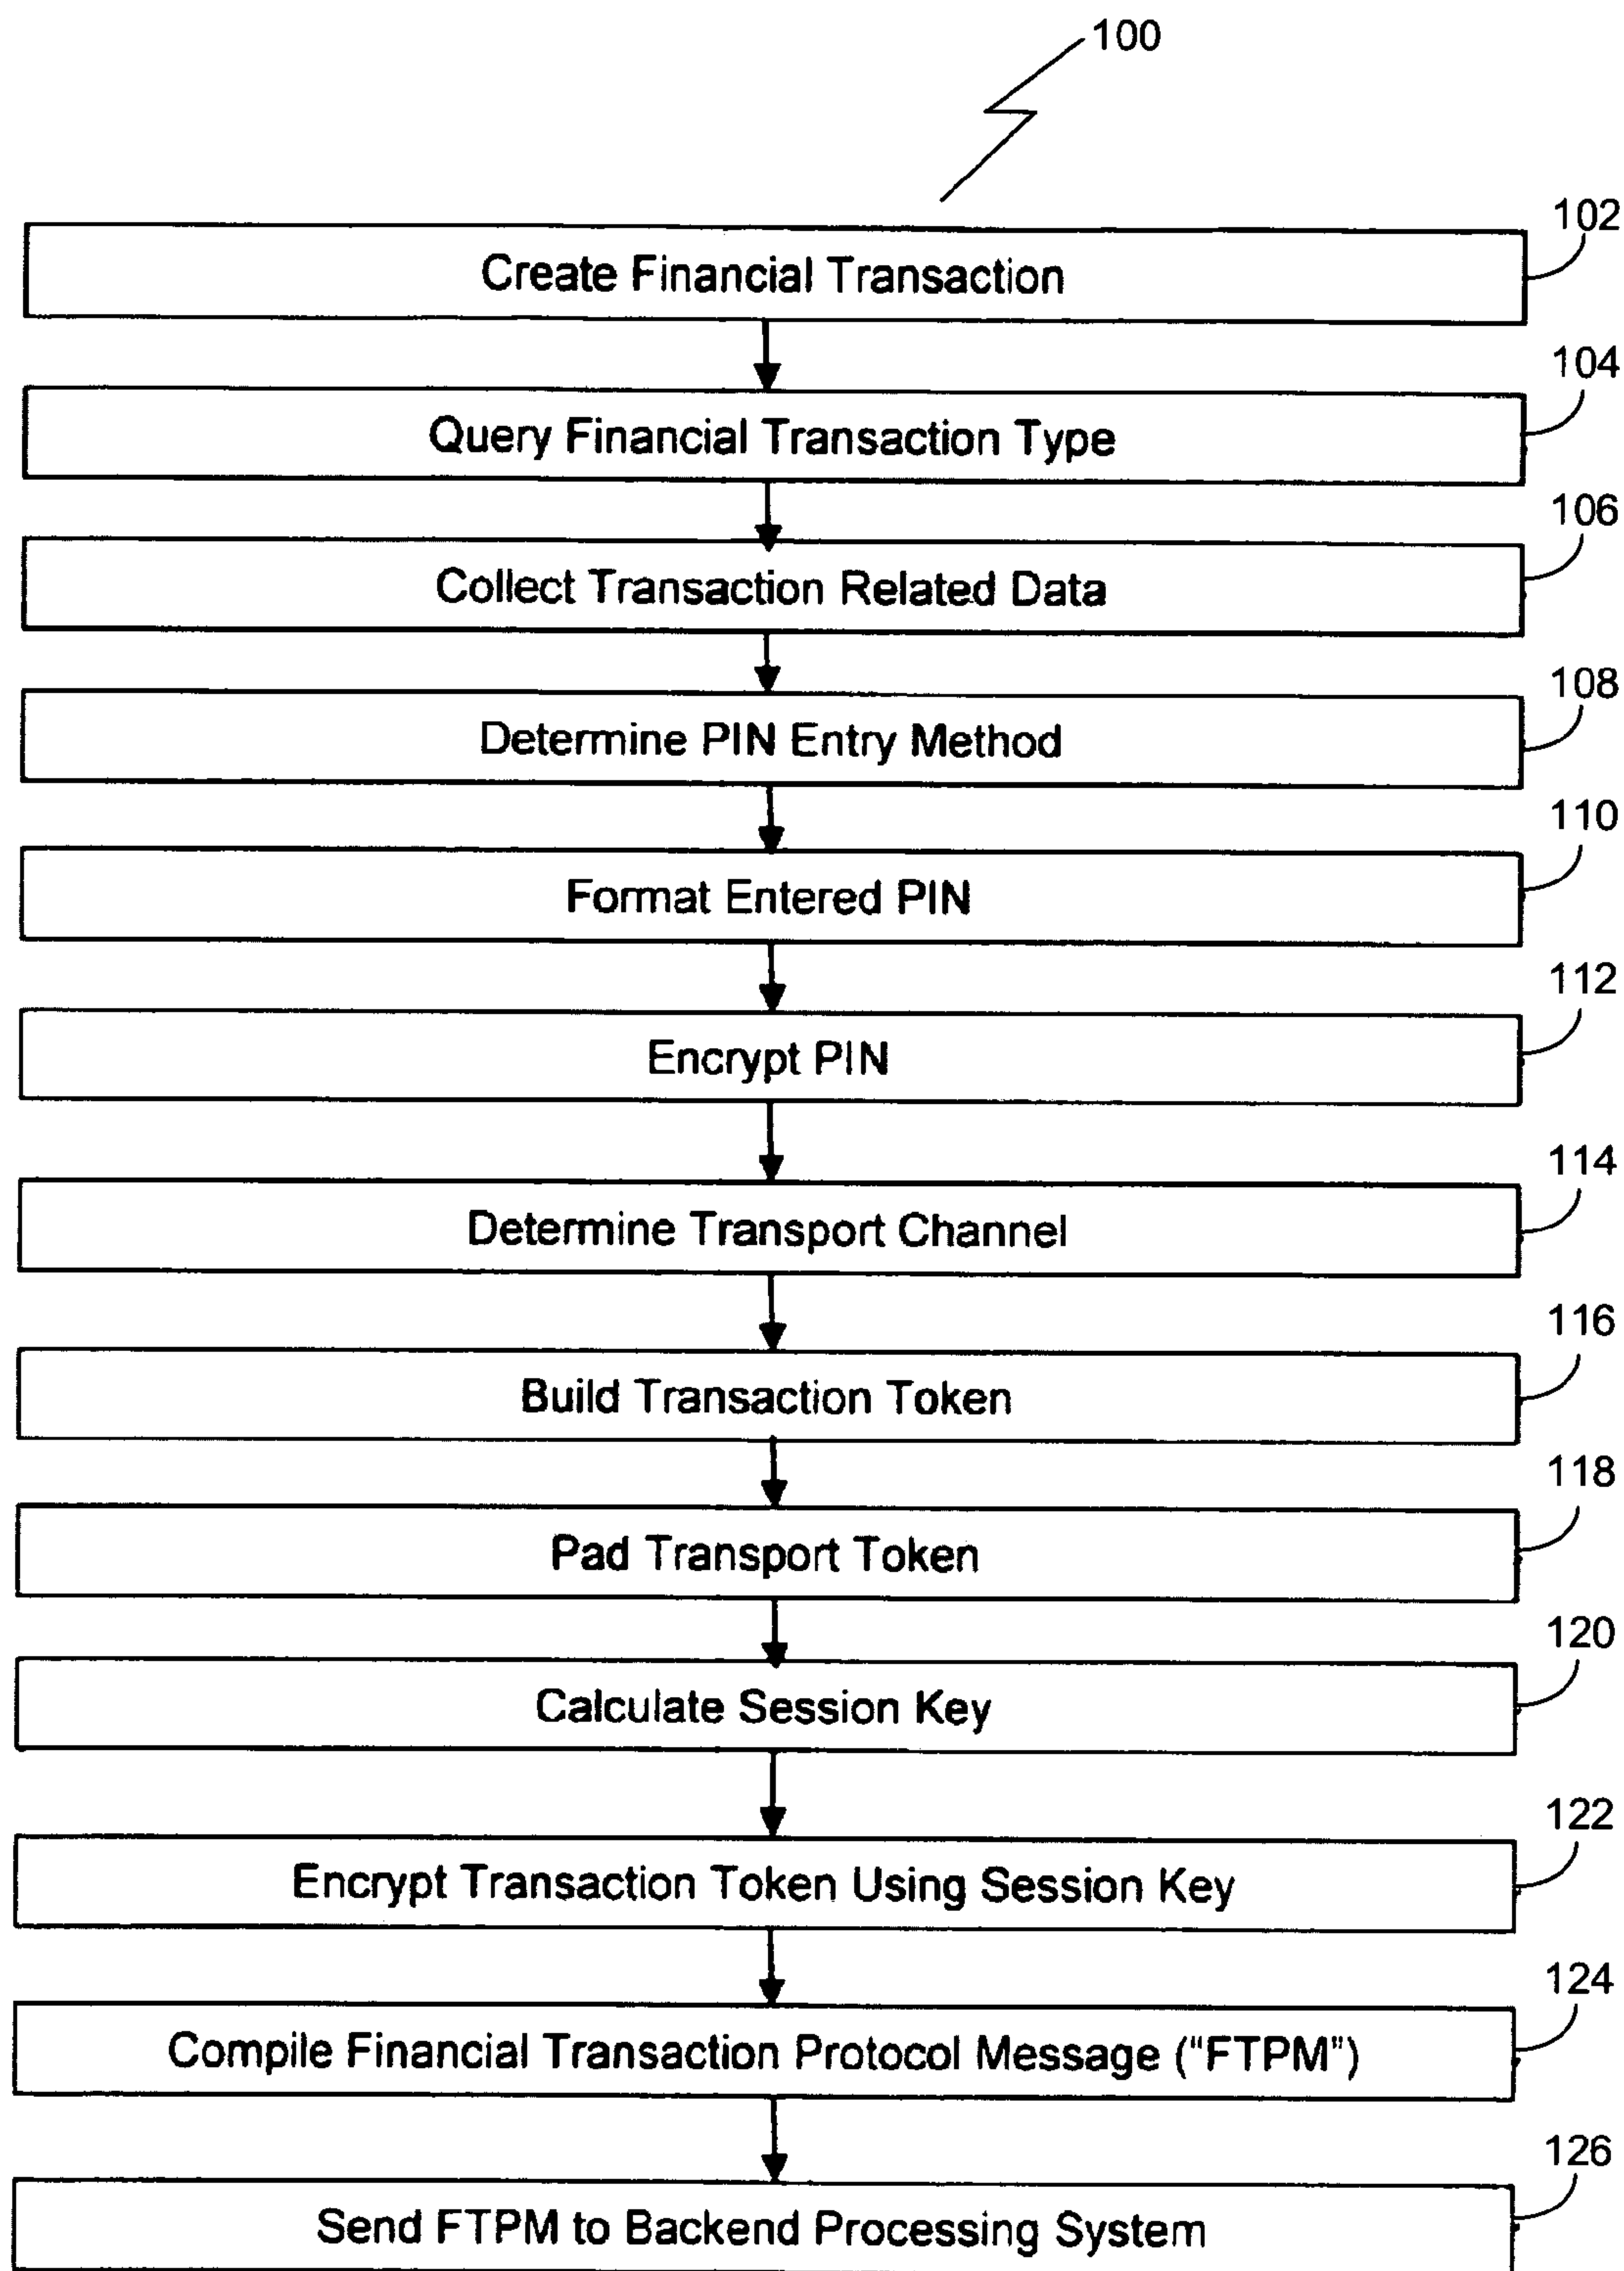 100
102
Create Financial Transaction
104
Query Financial Transaction Type
106
Collect Transaction Related Data
108
Determine PIN Entry Method
110
Format Entered PIN
112
Encrypt PIN
114
Determine Transport Channel
116
Build Transaction Token
118
Pad Transport Token
120
Calculate Session Key
122
Encrypt Transaction Token Using Session Key
124
Compile Financial Transaction Protocol Message (“FTPM”)
126
Send FTPM to Backend Processing System